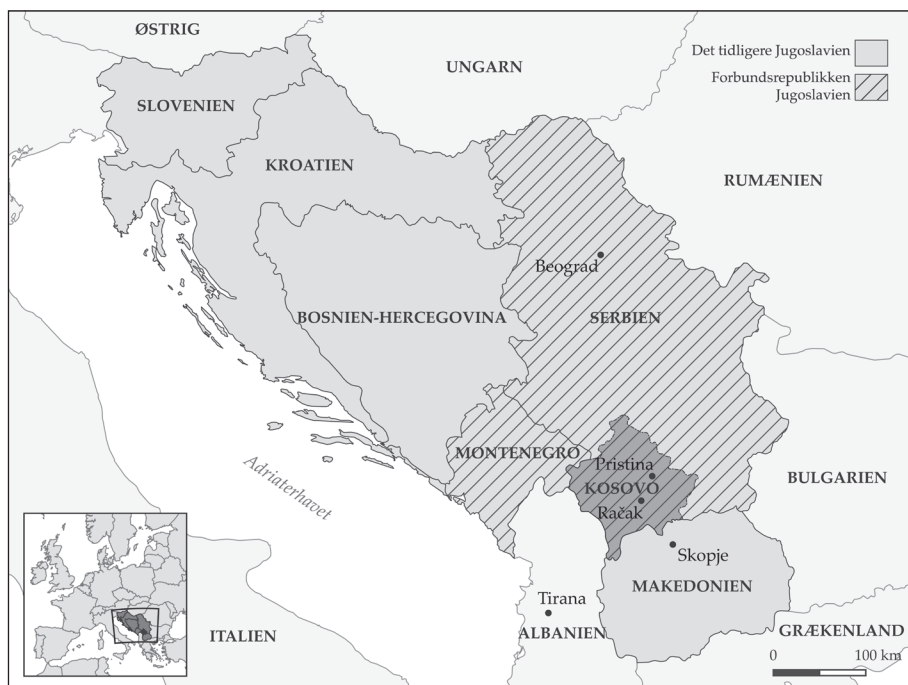 ØSTRIG
UNGARN
Det tidligere Jugoslavien
Forbundsrepublikken
Jugoslavien
SLOVENIEN
KROATIEN
RUMÆNIEN
Beograd
BOSNIEN-HERCEGOVINA
SERBIEN
MONTENEGRO
Pristina
KOSOVO
Račak
BULGARIEN
Adriaterhavet
Skopje
MAKEDONIEN
Tirana
ALBANIEN
ITALIEN
GRÆKENLAND
0 100 km